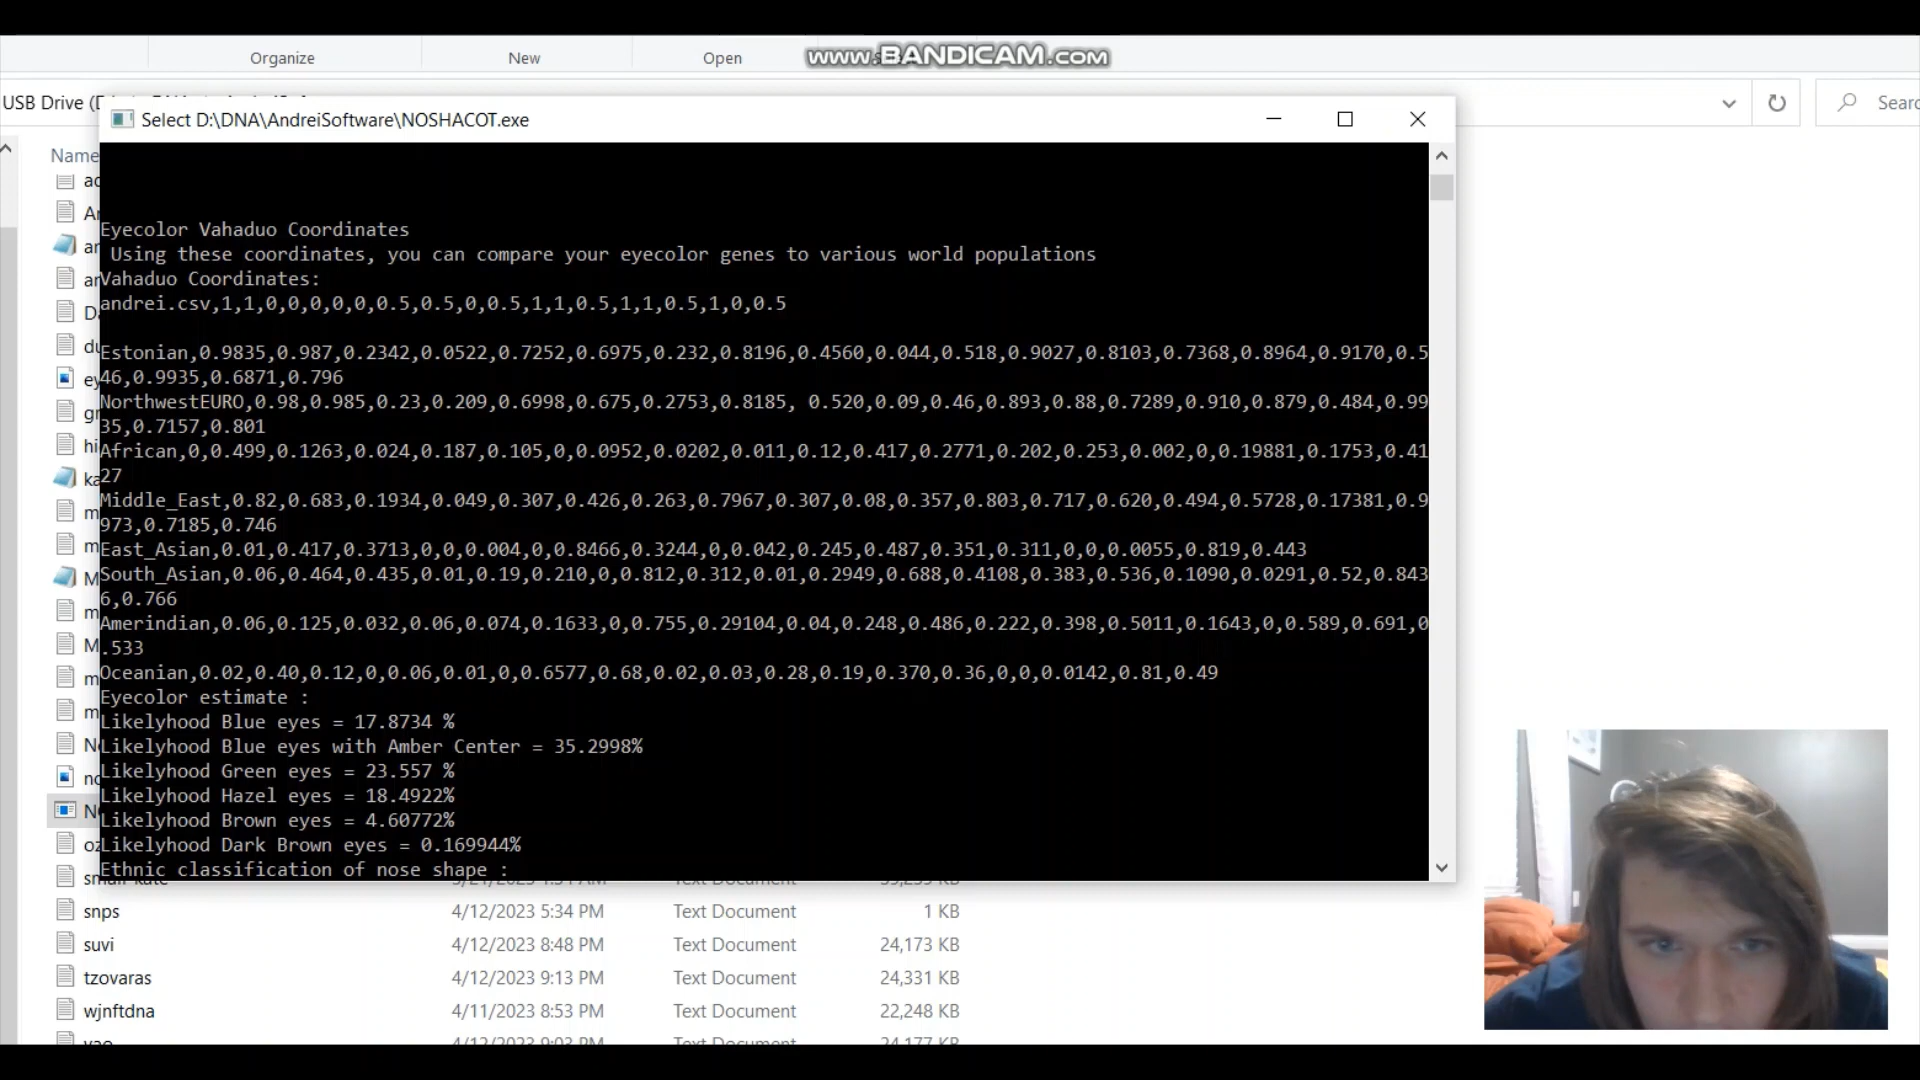 Organize New Open
www.BANDICAM.com
USB Drive
Select D:\DNA\AndreiSoftware\NOSHACOT.exe
Name
Eyecolor Vahaduo Coordinates
Using these coordinates, you can compare your eyecolor genes to various world populations
Vahaduo Coordinates:
andrei.csv,1,1,0,0,0,0,0,0.5,0.5,0,0.5,1,1,0.5,1,1,0.5,1,0,0.5
Estonian,0.9835,0.987,0.2342,0.0522,0.7252,0.6975,0.232,0.8196,0.4560,0.044,0.518,0.9027,0.8103,0.7368,0.8964,0.9170,0.5
46,0.9935,0.6871,0.796
NorthwestEURO,0.98,0.985,0.23,0.209,0.6998,0.675,0.2753,0.8185, 0.520,0.09,0.46,0.893,0.88,0.7289,0.910,0.879,0.484,0.99
35,0.7157,0.801
African,0,0.499,0.1263,0.024,0.187,0.105,0,0.0952,0.0202,0.011,0.12,0.417,0.2771,0.202,0.253,0.002,0,0.19881,0.1753,0.41
27
Middle_East,0.82,0.683,0.1934,0.049,0.307,0.426,0.263,0.7967,0.307,0.08,0.357,0.803,0.717,0.620,0.494,0.5728,0.17381,0.9
973,0.7185,0.746
East_Asian,0.01,0.417,0.3713,0,0,0.004,0,0.8466,0.3244,0,0.042,0.245,0.487,0.351,0.311,0,0,0.0055,0.819,0.443
South_Asian,0.06,0.464,0.435,0.01,0.19,0.210,0,0.812,0.312,0.01,0.2949,0.688,0.4108,0.383,0.536,0.1090,0.0291,0.52,0.843
6,0.766
Amerindian,0.06,0.125,0.032,0.06,0.074,0.1633,0,0.755,0.29104,0.04,0.248,0.486,0.222,0.398,0.5011,0.1643,0,0.589,0.691,0
.533
Oceanian,0.02,0.40,0.12,0,0.06,0.01,0,0.6577,0.68,0.02,0.03,0.28,0.19,0.370,0.36,0,0,0.0142,0.81,0.49
Eyecolor estimate :
Likelyhood Blue eyes = 17.8734 %
Likelyhood Blue eyes with Amber Center = 35.2998%
Likelyhood Green eyes = 23.557 %
Likelyhood Hazel eyes = 18.4922%
Likelyhood Brown eyes = 4.60772%
Likelyhood Dark Brown eyes = 0.169944%
Ethnic classification of nose shape :
snps 4/12/2023 5:34 PM Text Document 1 KB
suvi 4/12/2023 8:48 PM Text Document 24,173 KB
tzovaras 4/12/2023 9:13 PM Text Document 24,331 KB
wjnftdna 4/11/2023 8:53 PM Text Document 22,248 KB